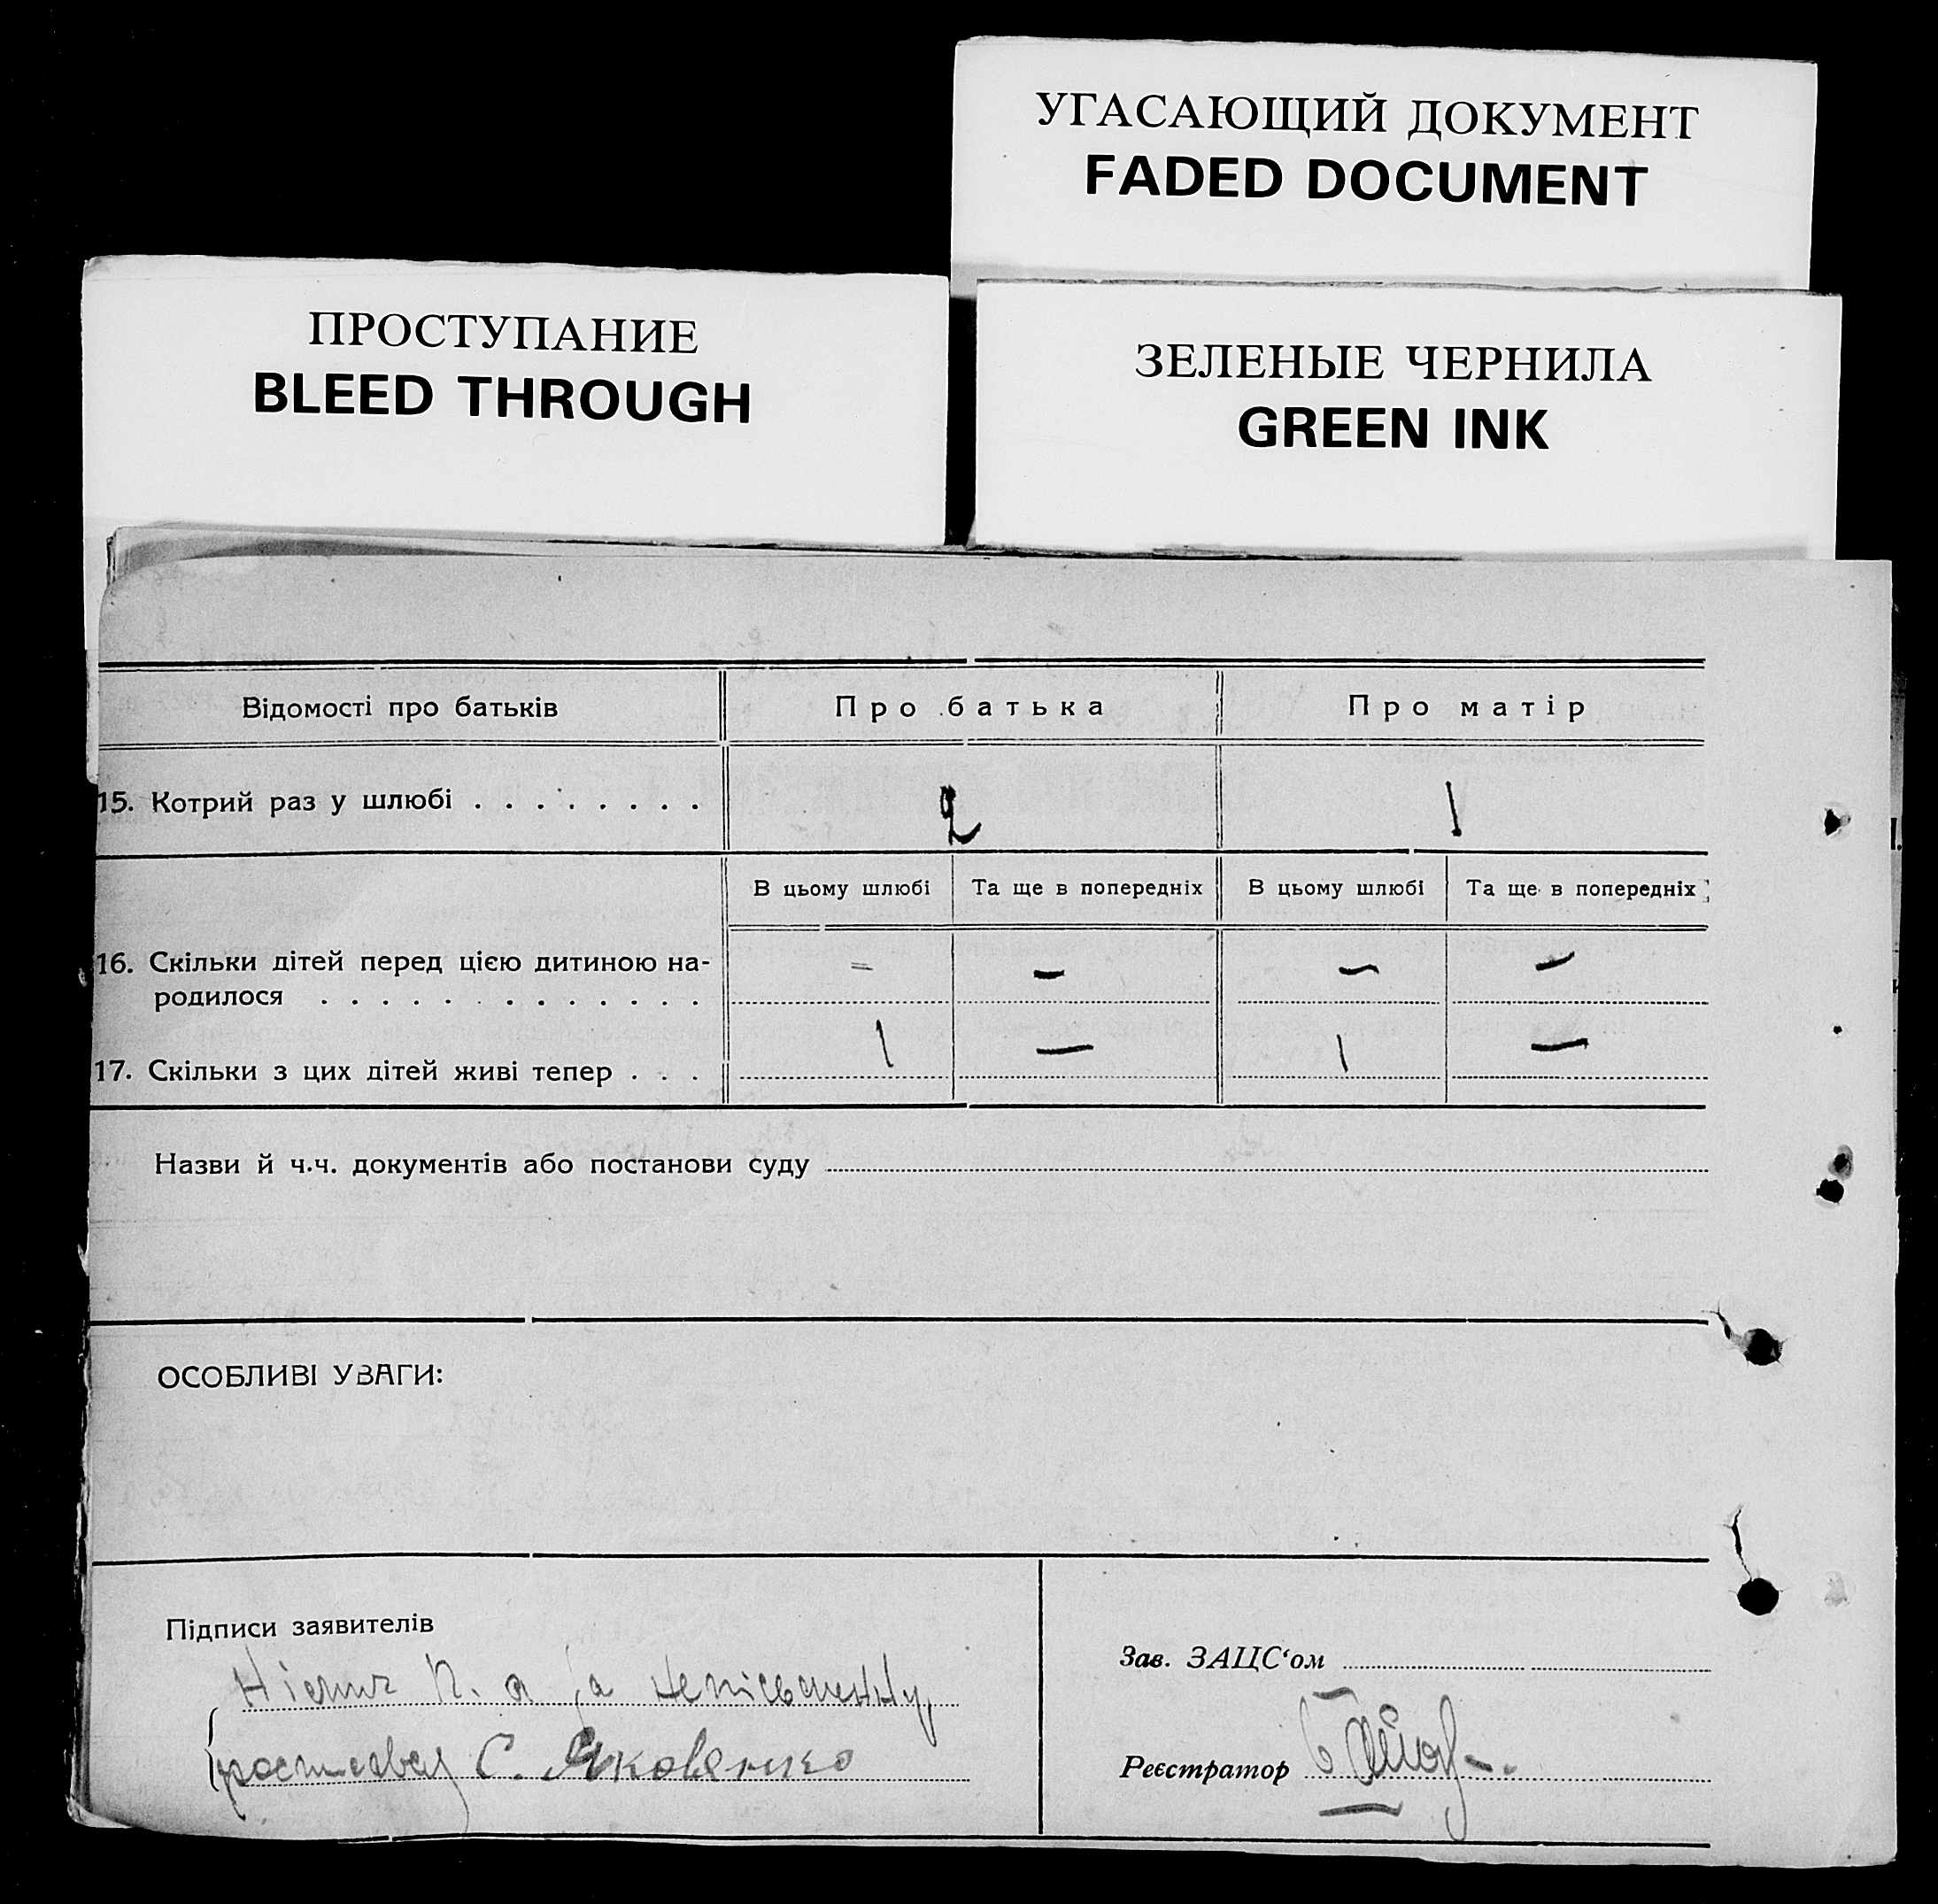 УГАСАЮЩИЙ ДОКУМЕНТ
FADED DOCUMENT
ПРОСТУПАНИЕ
BLEED THROUGH
ЗЕЛЕНЫЕ ЧЕРНИЛА
GREEN INK
Відомості про батьків Про батька Про матір
15. Котрий раз у шлюбі . . . . . . . . 2 1
В цьому шлюбі Та ще в попередніх В цьому шлюбі Та ще в попередніх
16. Скільки дітей перед цією дитиною на- = – – –
родилося . . . . . . . . . . . . .
17. Скільки з цих дітей живі тепер . . . 1 – 1 –
Назви й ч.ч. документів або постанови суду
ОСОБЛИВІ УВАГИ:
Підписи заявителів
П. а за неписьменну
С. Яковенко
Зав. ЗАЦС‘ом
Реєстратор